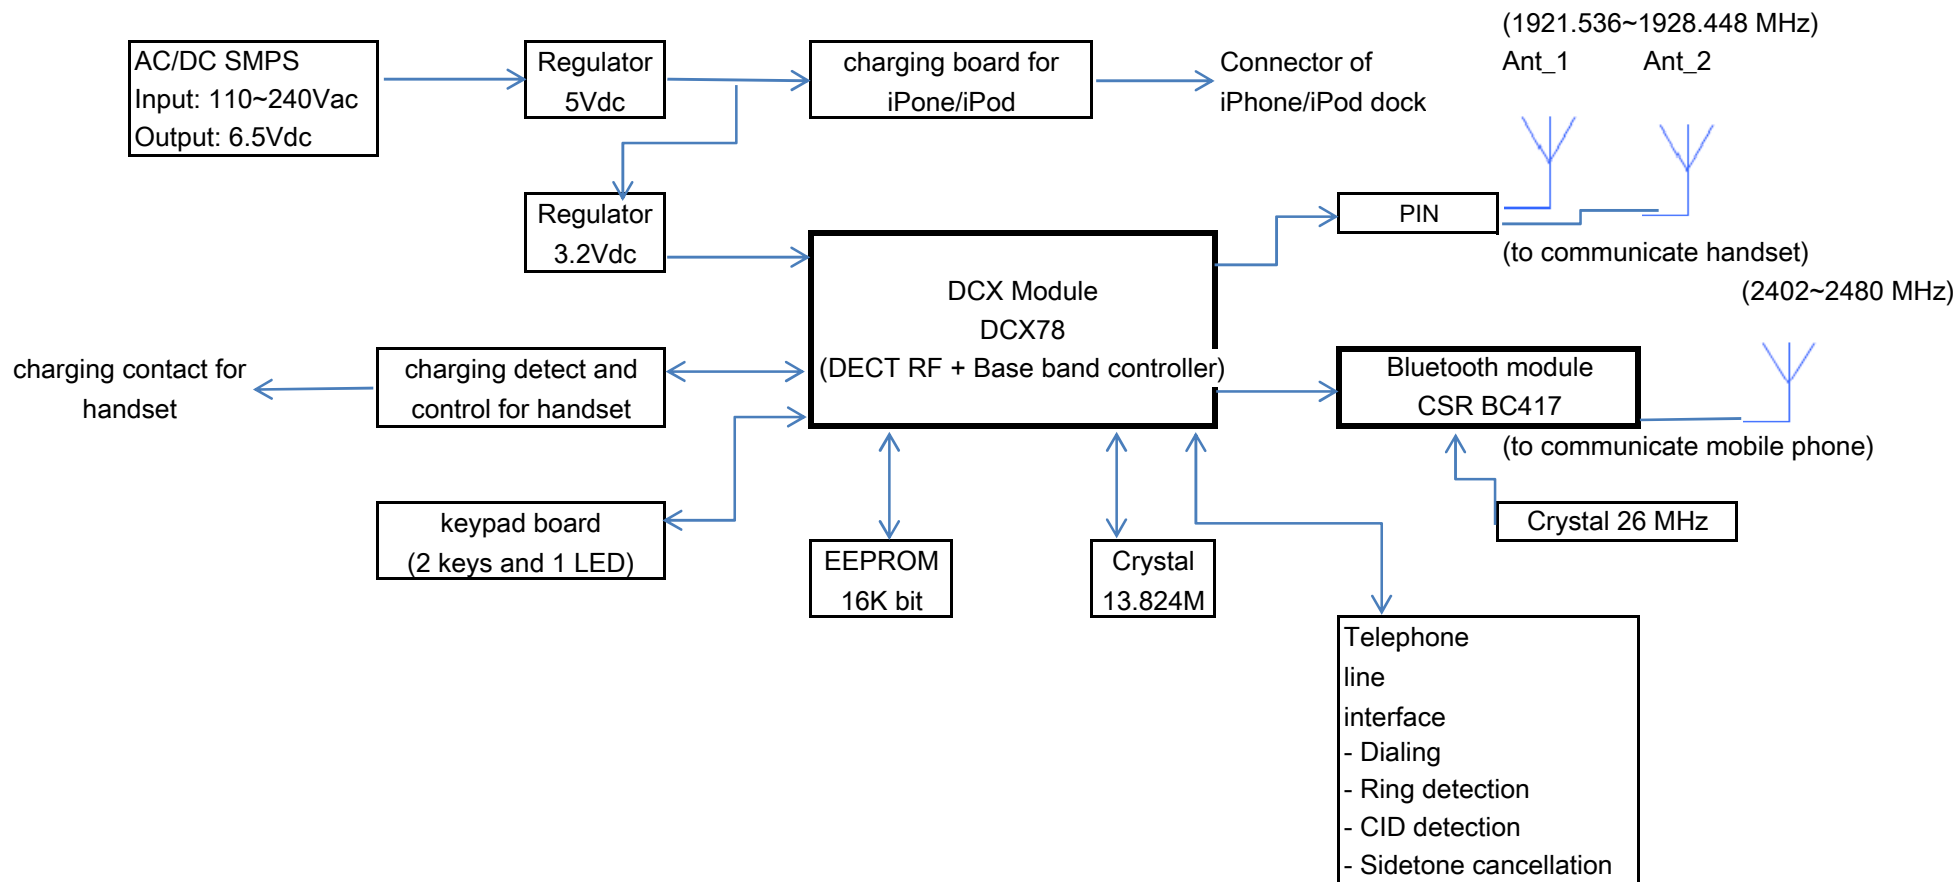 (1921.536~1928.448 MHz)
Ant_1
Ant_2
AC/DC SMPS
Input: 110~240Vac
Output: 6.5Vdc
Regulator
5Vdc
charging board for
iPone/iPod
Connector of
iPhone/iPod dock
Regulator
3.2Vdc
PIN
(to communicate handset)
(2402~2480 MHz)
DCX Module
DCX78
(DECT RF + Base band controller)
charging contact for
handset
charging detect and
control for handset
Bluetooth module
CSR BC417
(to communicate mobile phone)
Crystal 26 MHz
keypad board
(2 keys and 1 LED)
EEPROM
16K bit
Crystal
13.824M
Telephone
line
interface
- Dialing
- Ring detection
- CID detection
- Sidetone cancellation